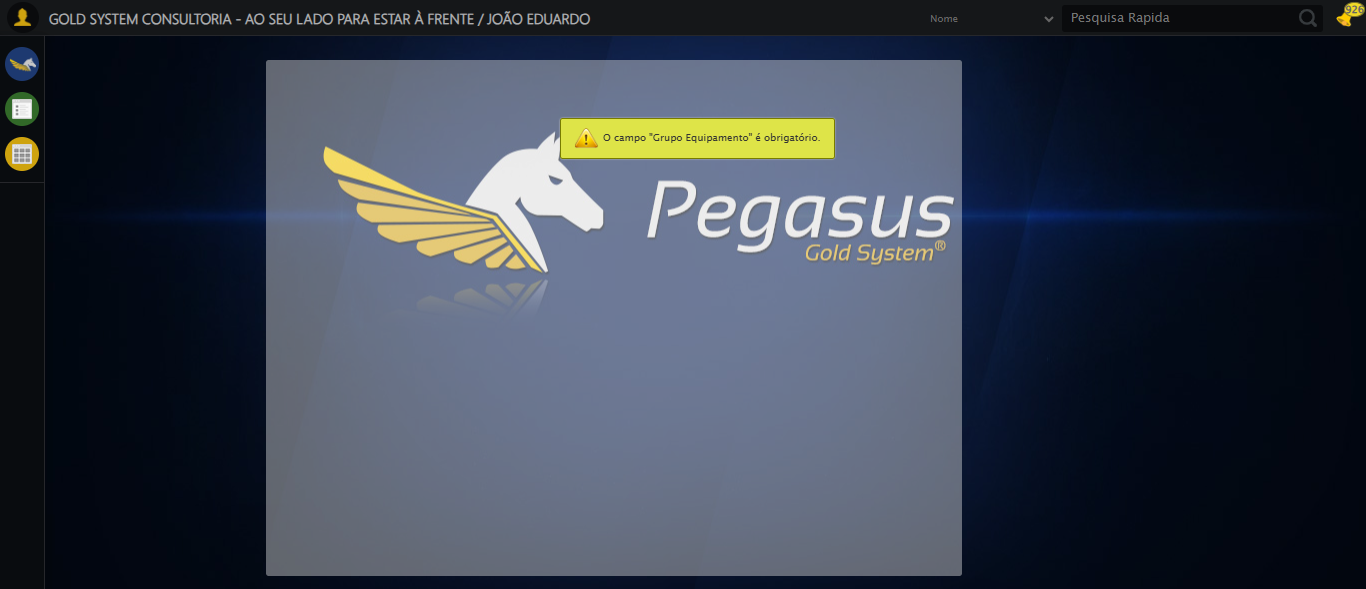 GOLD SYSTEM CONSULTORIA - AO SEU LADO PARA ESTAR À FRENTE / JOÃO EDUARDO
Nome
Pesquisa Rapida
926
O campo "Grupo Equipamento" é obrigatório.
Pegasus
Gold System®